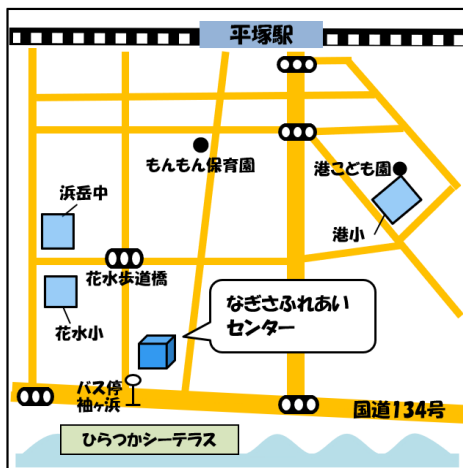 平塚駅
もんもん保育園
港こども園
浜岳中
港小
花水歩道橋
なぎさふれあい
センター
花水小
バス停
袖ヶ浜
国道134号
ひらつかシーテラス